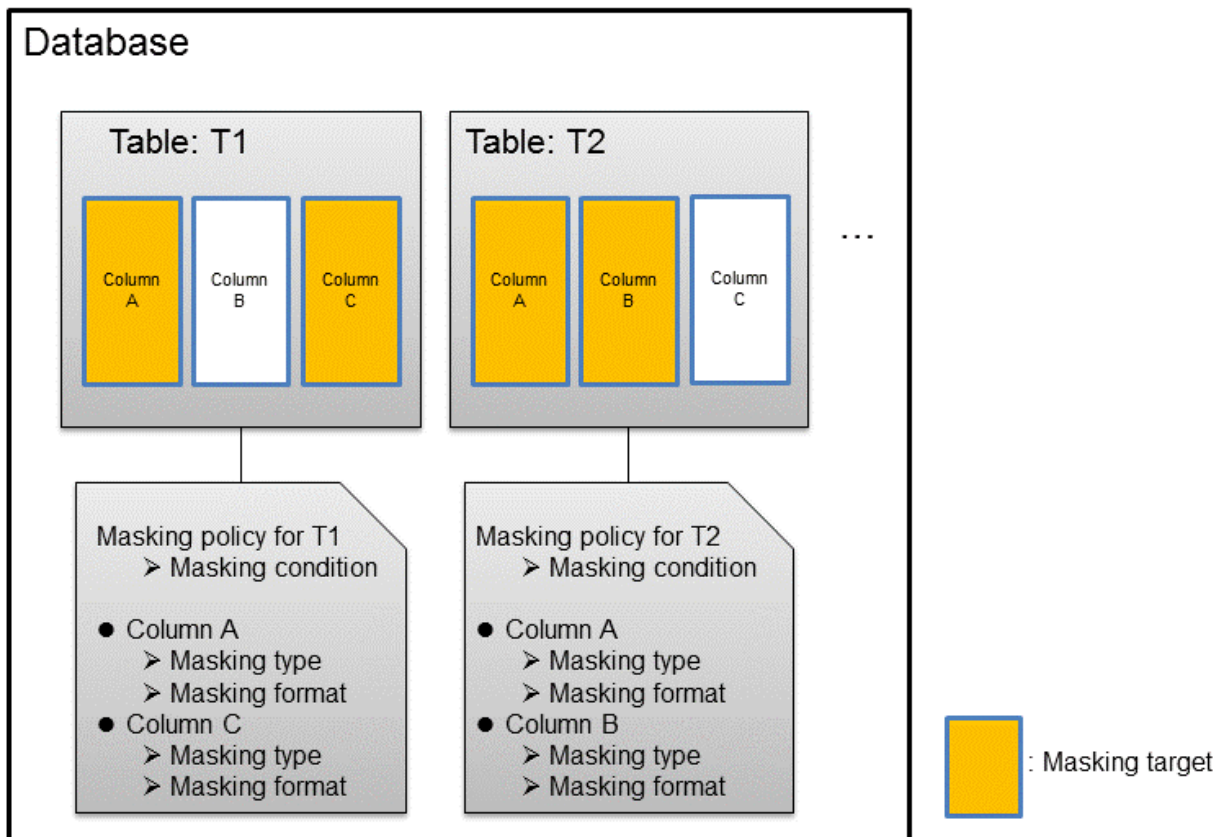 Database
Table: T1
Column
A
Column
B
Column
C
Table: T2
Column
A
Column
B
Column
C
...
Masking policy for T1
➢ Masking condition
● Column A
➢ Masking type
➢ Masking format
● Column C
➢ Masking type
➢ Masking format
Masking policy for T2
➢ Masking condition
● Column A
➢ Masking type
➢ Masking format
● Column B
➢ Masking type
➢ Masking format
: Masking target